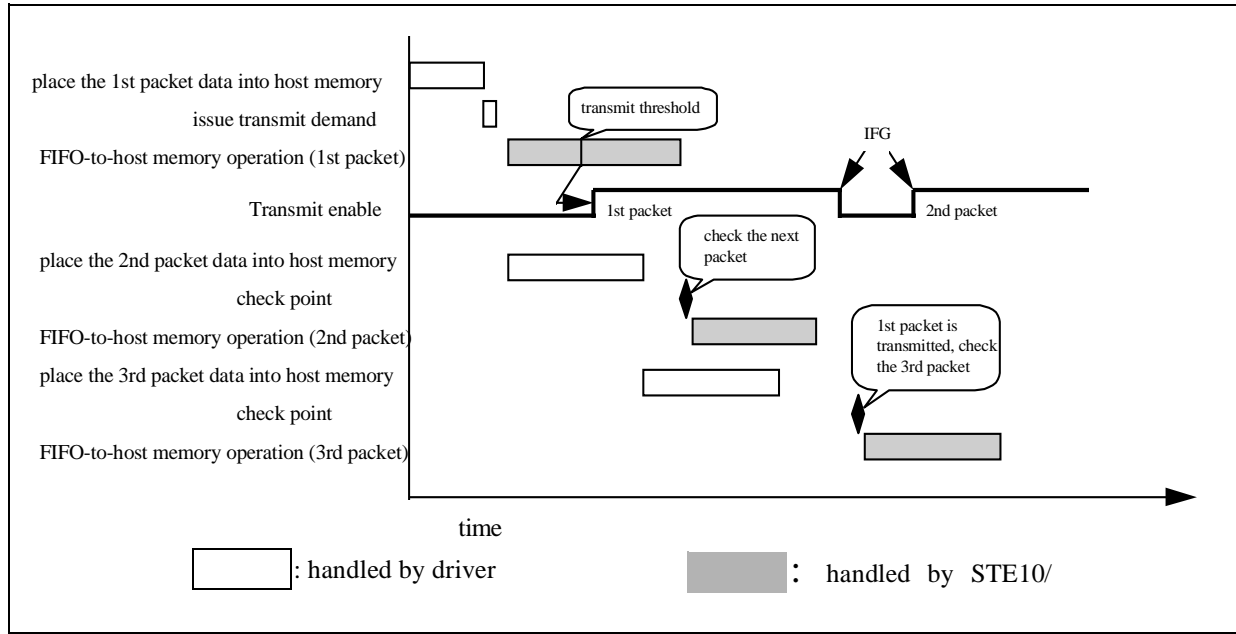 place the 1st packet data into host memory
issue transmit demand
transmit threshold
FIFO-to-host memory operation (1st packet)
IFG
Transmit enable
1st packet
2nd packet
check the next
packet
place the 2nd packet data into host memory
check point
FIFO-to-host memory operation (2nd packet)
1st packet is
transmitted, check
the 3rd packet
place the 3rd packet data into host memory
check point
FIFO-to-host memory operation (3rd packet)
time
: handled by driver
: handled by STE10/